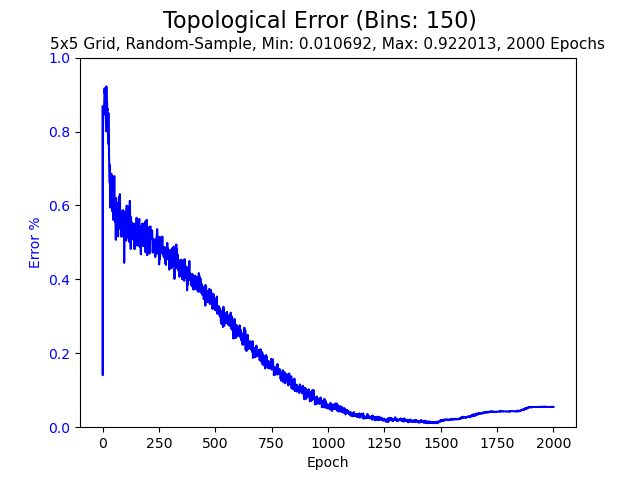 Topological Error (Bins: 150)
5x5 Grid, Random-Sample, Min: 0.010692, Max: 0.922013, 2000 Epochs
1.0
0.8
0.6
0.4
0.2
0.0
Error %
0 250 500 750 1000 1250 1500 1750 2000
Epoch